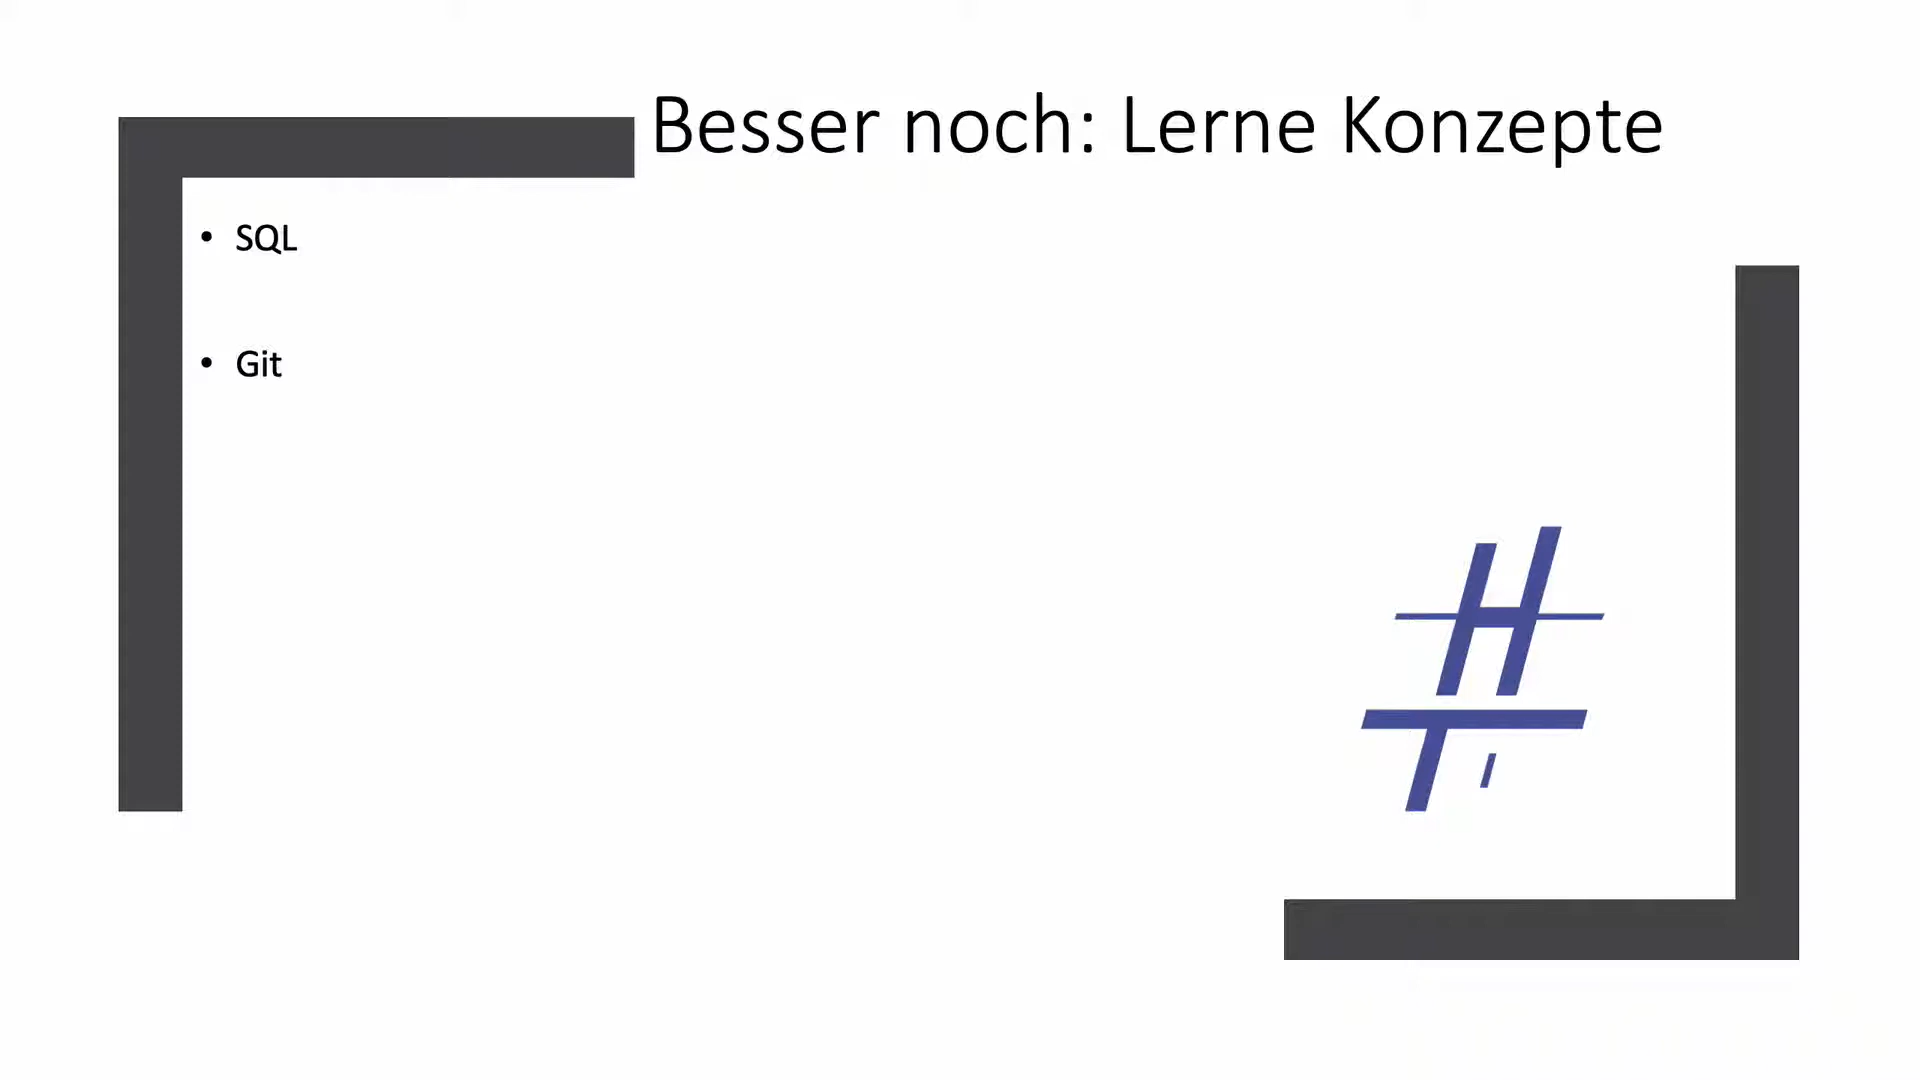 Besser noch: Lerne Konzepte
• SQL
• Git